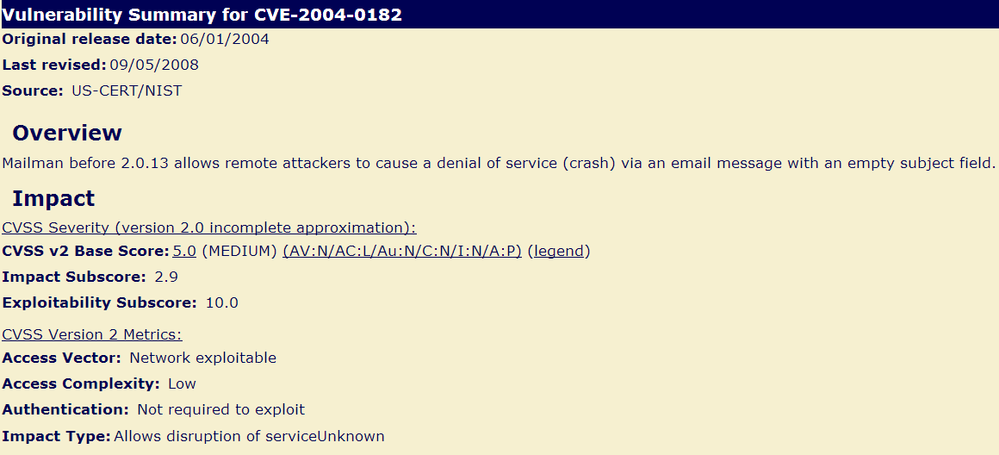 Vulnerability Summary for CVE-2004-0182
Original release date: 06/01/2004
Last revised: 09/05/2008
Source: US-CERT/NIST
Overview
Mailman before 2.0.13 allows remote attackers to cause a denial of service (crash) via an email message with an empty subject field.
Impact
CVSS Severity (version 2.0 incomplete approximation):
CVSS v2 Base Score: 5.0 (MEDIUM) (AV:N/AC:L/Au:N/C:N/I:N/A:P) (legend)
Impact Subscore: 2.9
Exploitability Subscore: 10.0
CVSS Version 2 Metrics:
Access Vector: Network exploitable
Access Complexity: Low
Authentication: Not required to exploit
Impact Type: Allows disruption of serviceUnknown